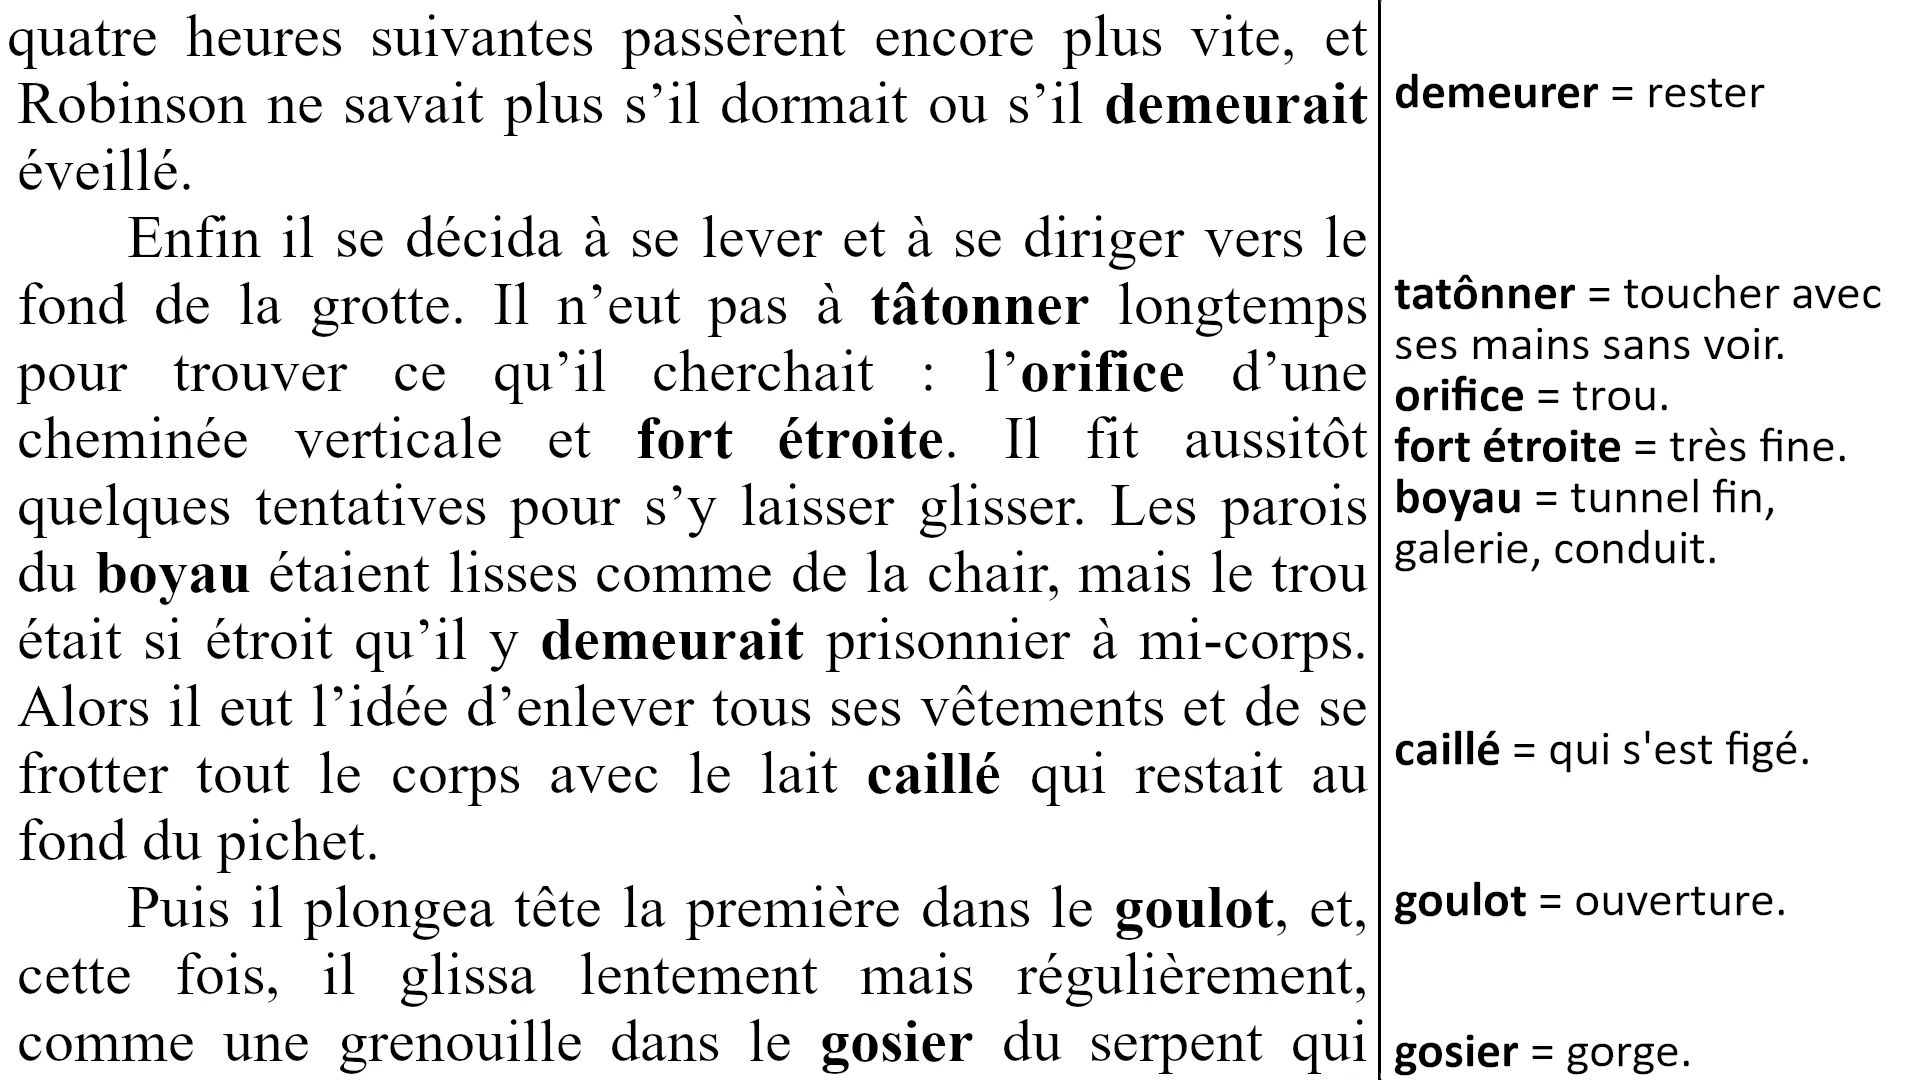 quatre heures suivantes passèrent encore plus vite, et
Robinson ne savait plus s’il dormait ou s’il demeurait
éveillé.
Enfin il se décida à se lever et à se diriger vers le
fond de la grotte. Il n’eut pas à tâtonner longtemps
pour trouver ce qu’il cherchait : l’orifice d’une
cheminée verticale et fort étroite. Il fit aussitôt
quelques tentatives pour s’y laisser glisser. Les parois
du boyau étaient lisses comme de la chair, mais le trou
était si étroit qu’il y demeurait prisonnier à mi-corps.
Alors il eut l’idée d’enlever tous ses vêtements et de se
frotter tout le corps avec le lait caillé qui restait au
fond du pichet.
Puis il plongea tête la première dans le goulot, et,
cette fois, il glissa lentement mais régulièrement,
comme une grenouille dans le gosier du serpent qui
demeurer = rester
tatônner = toucher avec
ses mains sans voir.
orifice = trou.
fort étroite = très fine.
boyau = tunnel fin,
galerie, conduit.
caillé = qui s'est figé.
goulot = ouverture.
gosier = gorge.